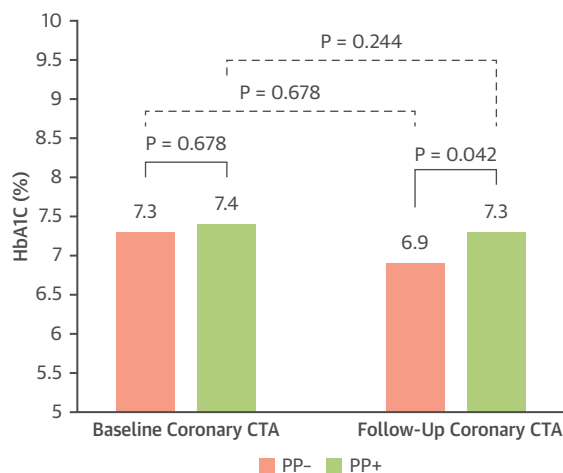 10
9.5
9
8.5
8
7.5
7
6.5
6
5.5
5
HbA1C (%)
P = 0.244
P = 0.678
P = 0.678
P = 0.042
7.3
7.4
6.9
7.3
Baseline Coronary CTA
Follow-Up Coronary CTA
PP–
PP+